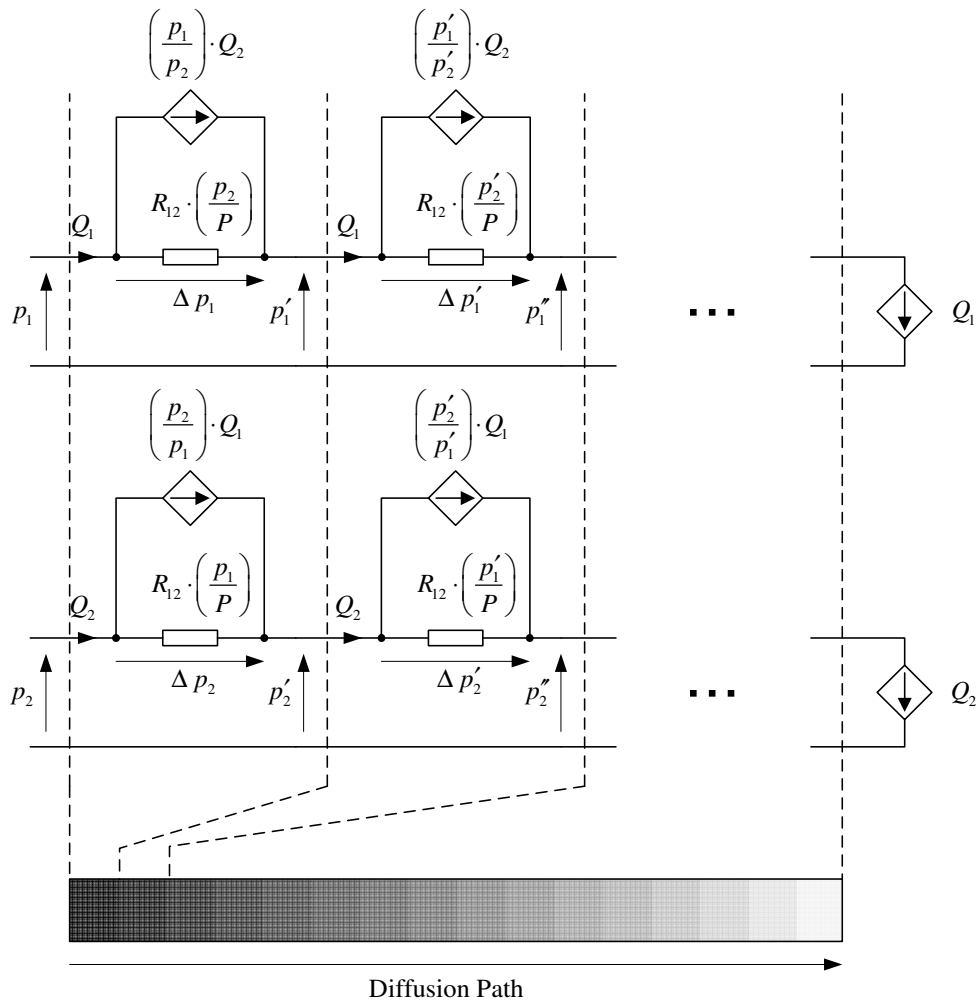 (p₁/p₂)·Q₂ (p₁′/p₂′)·Q₂
R₁₂·(p₂/P) R₁₂·(p₂′/P)
Q₁ Q₁
Δp₁ Δp₁′
p₁ p₁′ p₁″ ... Q₁
(p₂/p₁)·Q₁ (p₂′/p₁′)·Q₁
R₁₂·(p₁/P) R₁₂·(p₁′/P)
Q₂ Q₂
Δp₂ Δp₂′
p₂ p₂′ p₂″ ... Q₂
Diffusion Path